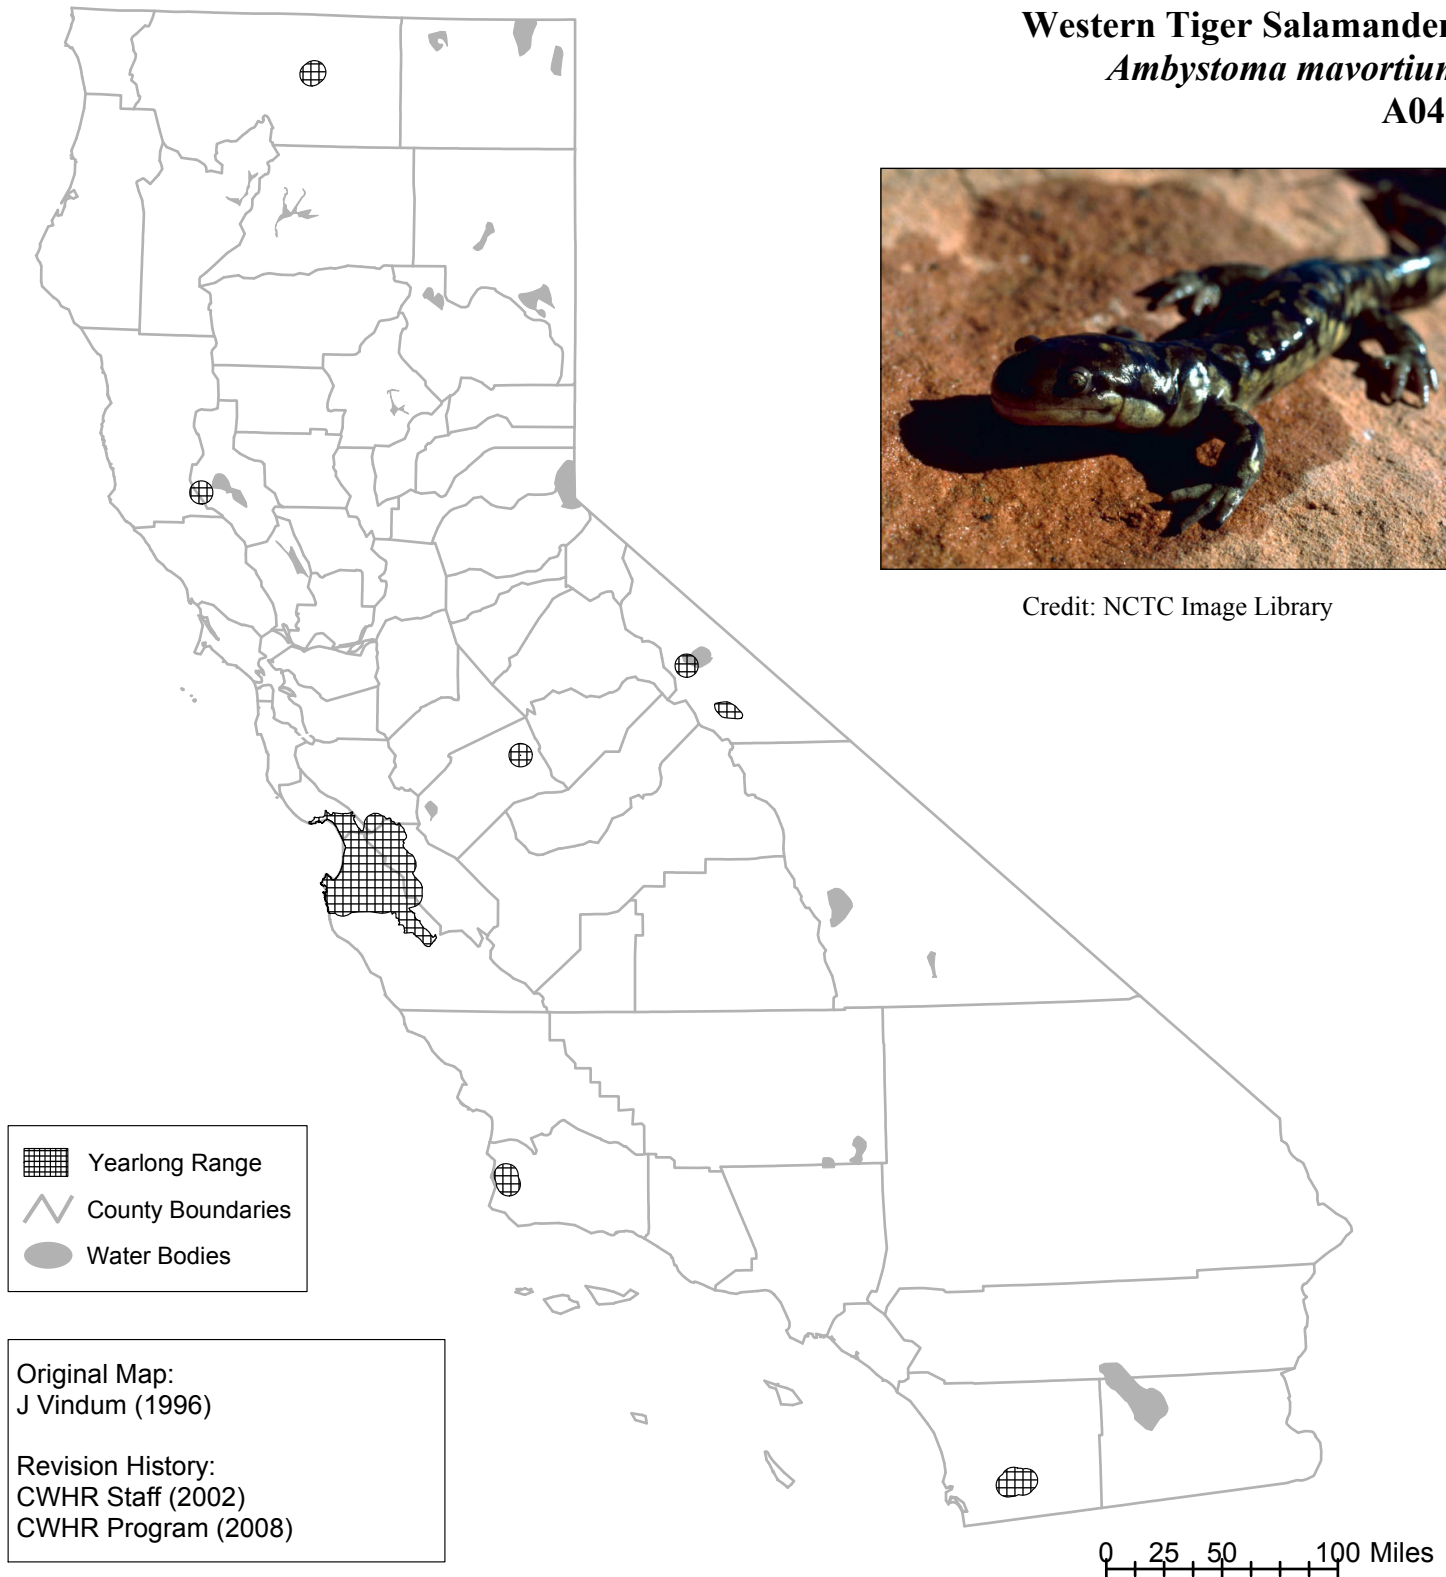 Western Tiger Salamander
Ambystoma mavortium
A04
Credit: NCTC Image Library
Yearlong Range
County Boundaries
Water Bodies
Original Map:
J Vindum (1996)
Revision History:
CWHR Staff (2002)
CWHR Program (2008)
0 25 50 100 Miles